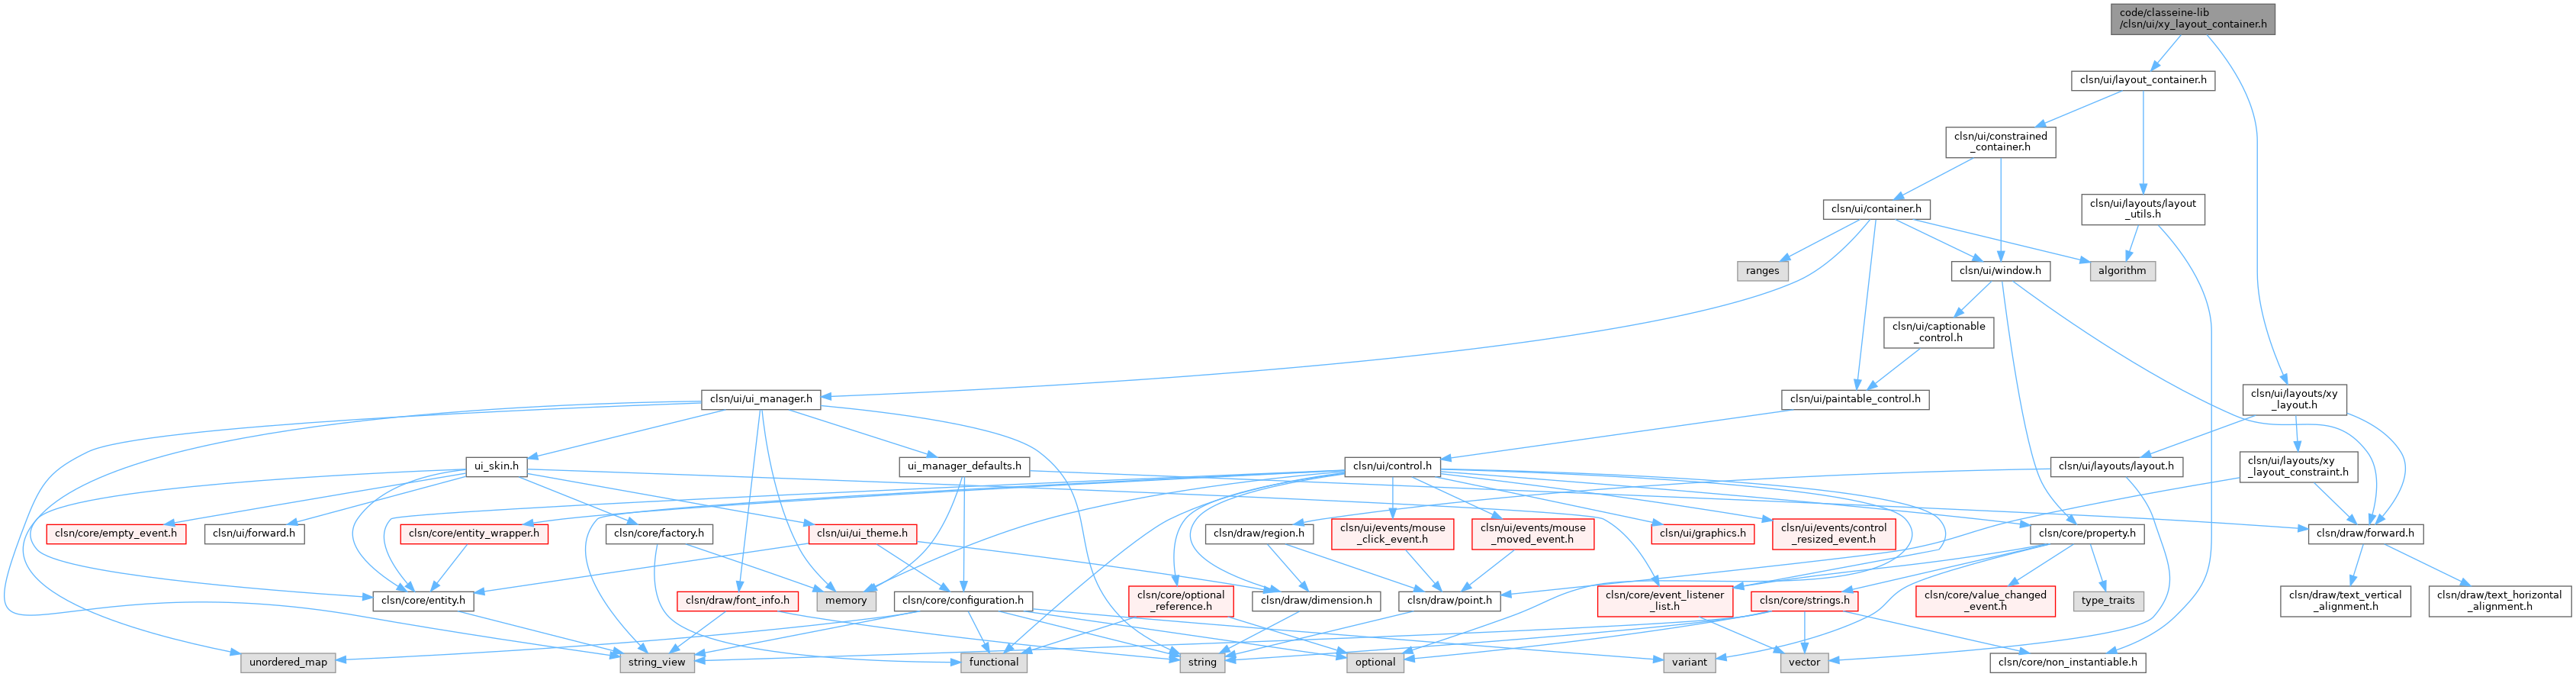 code/classeine-lib
/clsn/ui/xy_layout_container.h
clsn/ui/layout_container.h
clsn/ui/constrained
_container.h
clsn/ui/container.h
clsn/ui/layouts/layout
_utils.h
ranges
clsn/ui/window.h
algorithm
clsn/ui/captionable
_control.h
clsn/ui/ui_manager.h
clsn/ui/paintable_control.h
clsn/ui/layouts/xy
_layout.h
ui_skin.h
ui_manager_defaults.h
clsn/ui/control.h
clsn/ui/layouts/layout.h
clsn/ui/layouts/xy
_layout_constraint.h
clsn/core/empty_event.h
clsn/ui/forward.h
clsn/core/entity_wrapper.h
clsn/core/factory.h
clsn/ui/ui_theme.h
clsn/draw/region.h
clsn/ui/events/mouse
_click_event.h
clsn/ui/events/mouse
_moved_event.h
clsn/ui/graphics.h
clsn/ui/events/control
_resized_event.h
clsn/core/property.h
clsn/draw/forward.h
clsn/core/entity.h
clsn/draw/font_info.h
memory
clsn/core/configuration.h
clsn/core/optional
_reference.h
clsn/draw/dimension.h
clsn/draw/point.h
clsn/core/event_listener
_list.h
clsn/core/strings.h
clsn/core/value_changed
_event.h
type_traits
clsn/draw/text_vertical
_alignment.h
clsn/draw/text_horizontal
_alignment.h
unordered_map
string_view
functional
string
optional
variant
vector
clsn/core/non_instantiable.h